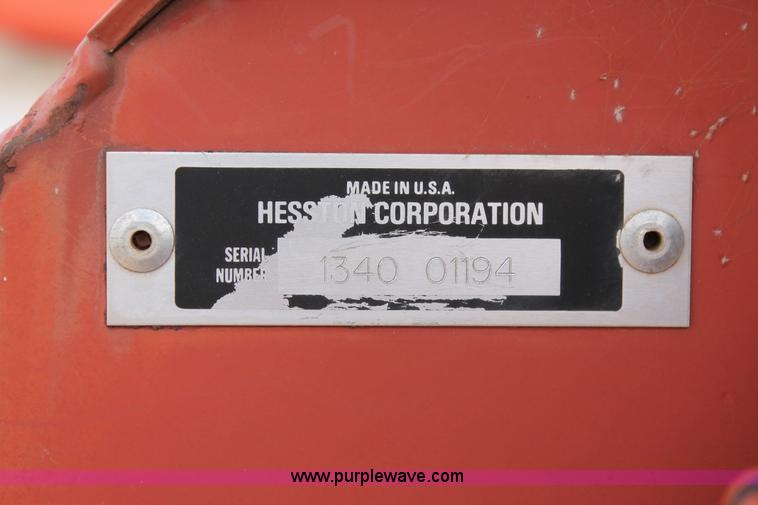 MADE IN U.S.A.
HESSTON CORPORATION
SERIAL
NUMBER 1340 01194
www.purplewave.com